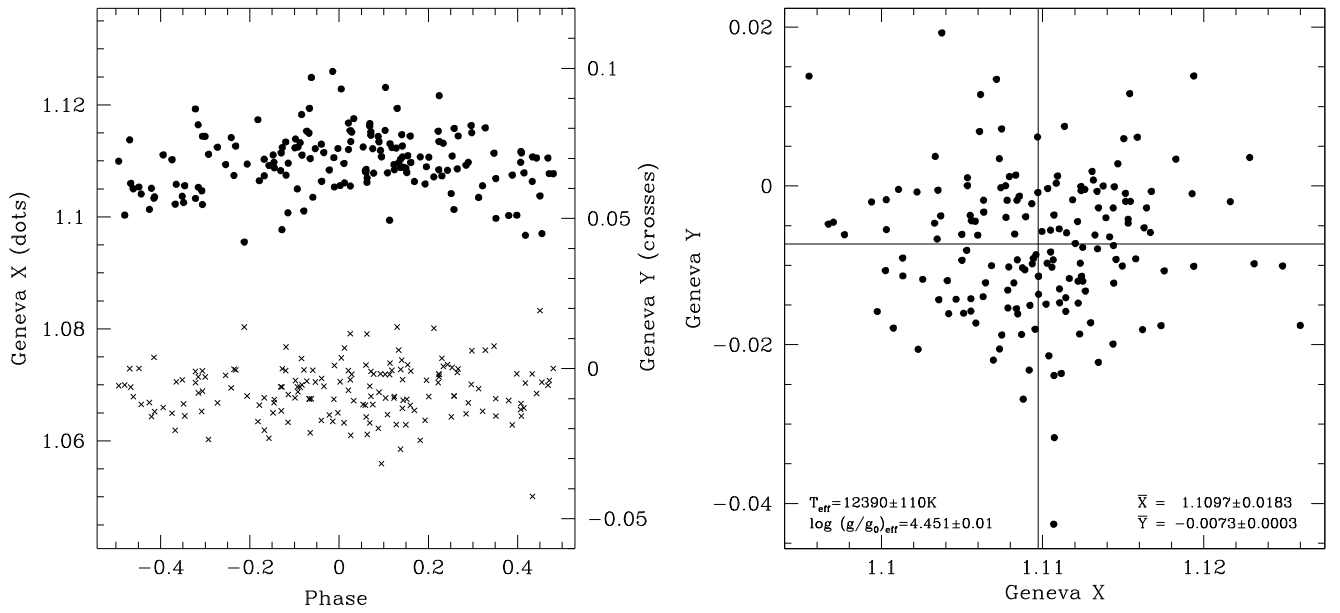 Geneva X (dots)
1.12
1.1
1.08
1.06
−0.4
−0.2
0
0.2
0.4
Phase
0.1
0.05
0
−0.05
Geneva Y (crosses)
Geneva Y
0.02
0
−0.02
−0.04
T_eff=12390±110K
log (g/g_0)_eff=4.451±0.01
X̅ = 1.1097±0.0183
Y̅ = −0.0073±0.0003
1.1
1.11
1.12
Geneva X